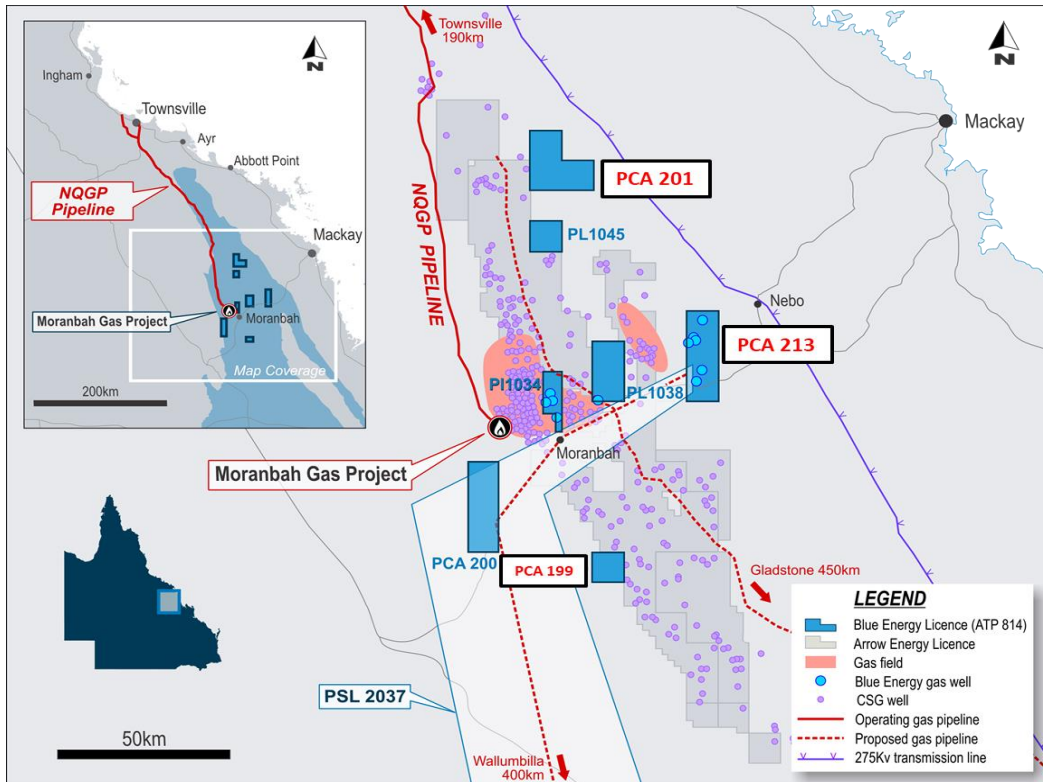 Ingham
Townsville
Ayr
Abbott Point
NQGP
Pipeline
Mackay
Moranbah Gas Project
Moranbah
Map Coverage
200km
N
Townsville
190km
N
Mackay
PCA 201
NQGP PIPELINE
PL1045
Nebo
PCA 213
PI1034
PL1038
Moranbah Gas Project
Moranbah
PCA 200
PCA 199
Gladstone 450km
PSL 2037
50km
Wallumbilla
400km
LEGEND
Blue Energy Licence (ATP 814)
Arrow Energy Licence
Gas field
Blue Energy gas well
CSG well
Operating gas pipeline
Proposed gas pipeline
275Kv transmission line